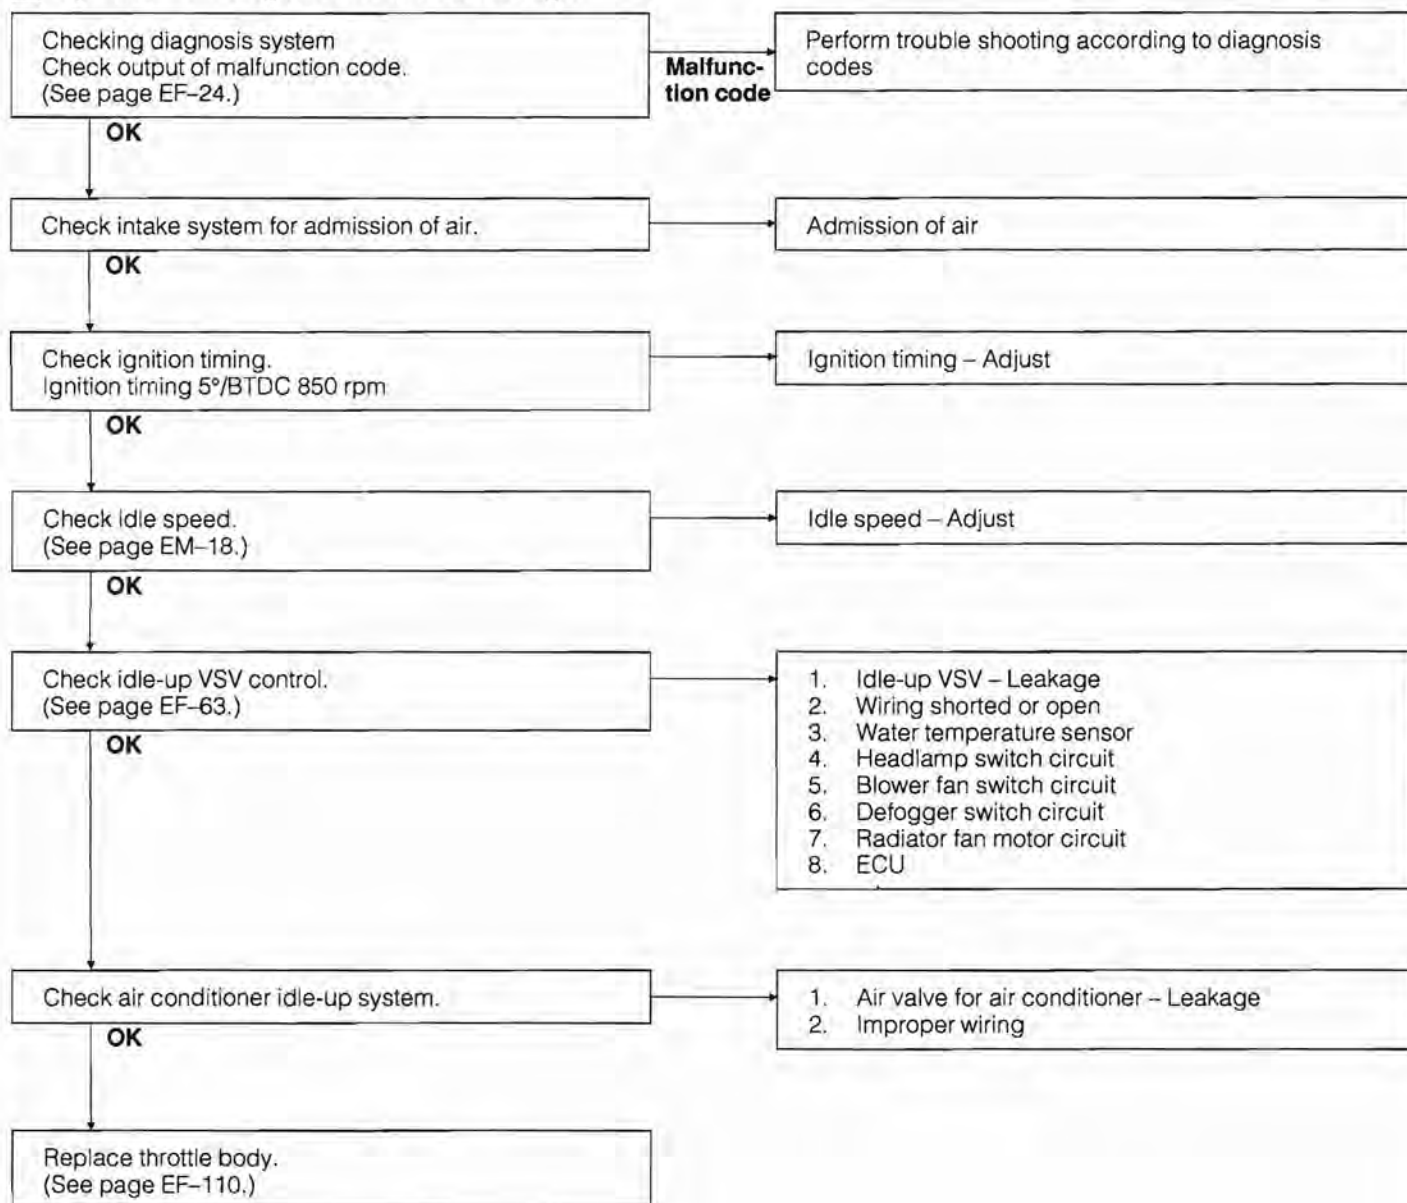 Checking diagnosis system
Check output of malfunction code.
(See page EF–24.)
Malfunc-
tion code
Perform trouble shooting according to diagnosis
codes
OK
Check intake system for admission of air.
Admission of air
OK
Check ignition timing.
Ignition timing 5°/BTDC 850 rpm
Ignition timing – Adjust
OK
Check idle speed.
(See page EM–18.)
Idle speed – Adjust
OK
Check idle-up VSV control.
(See page EF–63.)
1. Idle-up VSV – Leakage
2. Wiring shorted or open
3. Water temperature sensor
4. Headlamp switch circuit
5. Blower fan switch circuit
6. Defogger switch circuit
7. Radiator fan motor circuit
8. ECU
OK
Check air conditioner idle-up system.
1. Air valve for air conditioner – Leakage
2. Improper wiring
OK
Replace throttle body.
(See page EF–110.)